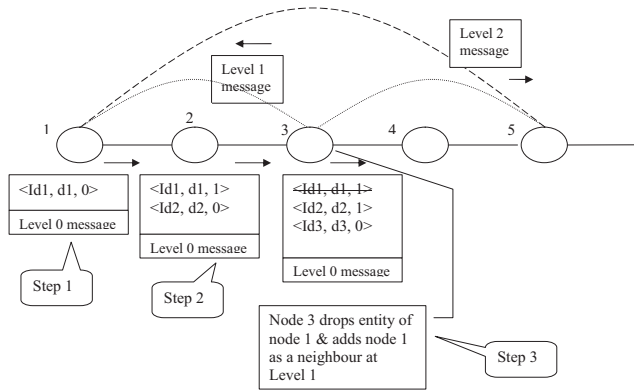 Level 2
message
Level 1
message
1
2
3
4
5
<Id1, d1, 0>
Level 0 message
<Id1, d1, 1>
<Id2, d2, 0>
Level 0 message
<Id1, d1, 1>
<Id2, d2, 1>
<Id3, d3, 0>
Level 0 message
Step 1
Step 2
Node 3 drops entity of
node 1 & adds node 1
as a neighbour at
Level 1
Step 3